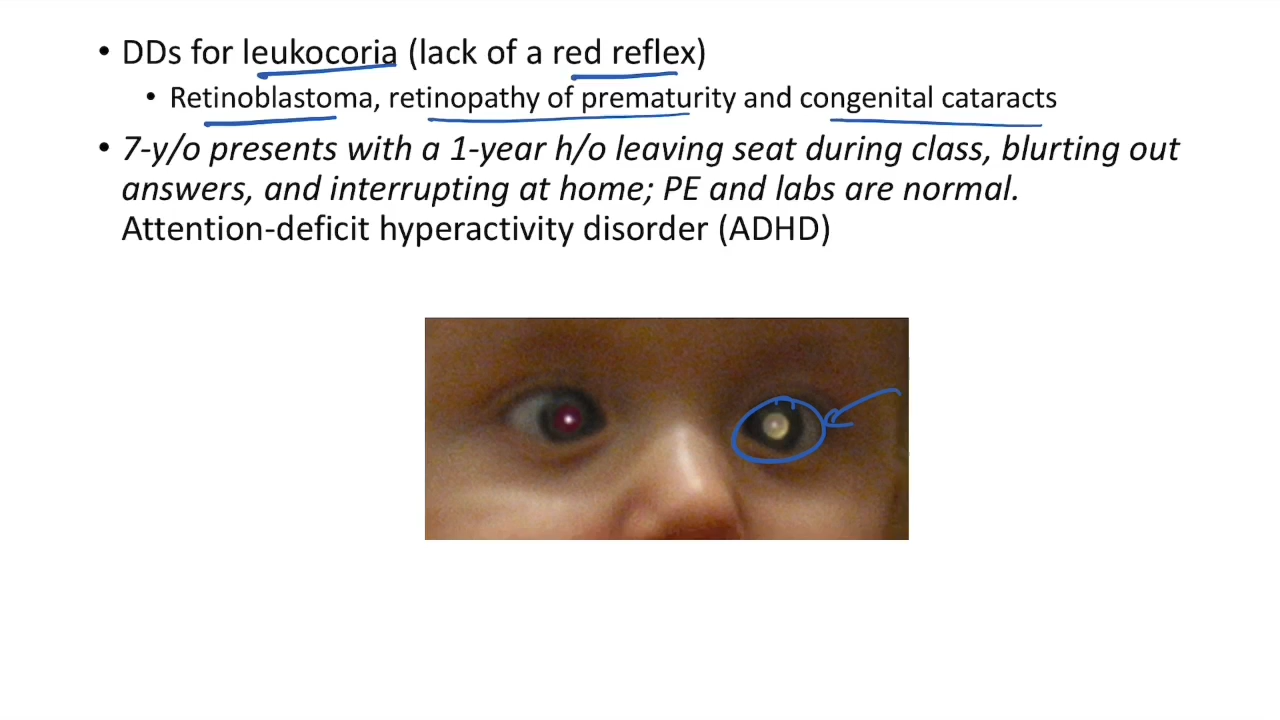 • DDs for leukocoria (lack of a red reflex)
• Retinoblastoma, retinopathy of prematurity and congenital cataracts
• 7-y/o presents with a 1-year h/o leaving seat during class, blurting out
answers, and interrupting at home; PE and labs are normal.
Attention-deficit hyperactivity disorder (ADHD)